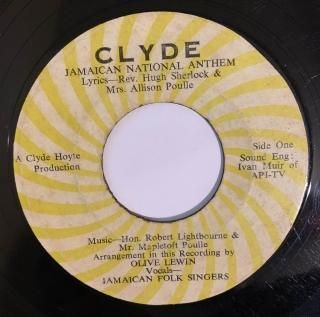 CLYDE
JAMAICAN NATIONAL ANTHEM
Lyrics—Rev. Hugh Sherlock &
Mrs. Allison Poulle
A Clyde Hoyte
Production
Side One
Sound Eng:
Ivan Muir of
API-TV
Music—Hon. Robert Lightbourne &
Mr. Mapletoft Poulle
Arrangement in this Recording by
OLIVE LEWIN
Vocals—
JAMAICAN FOLK SINGERS